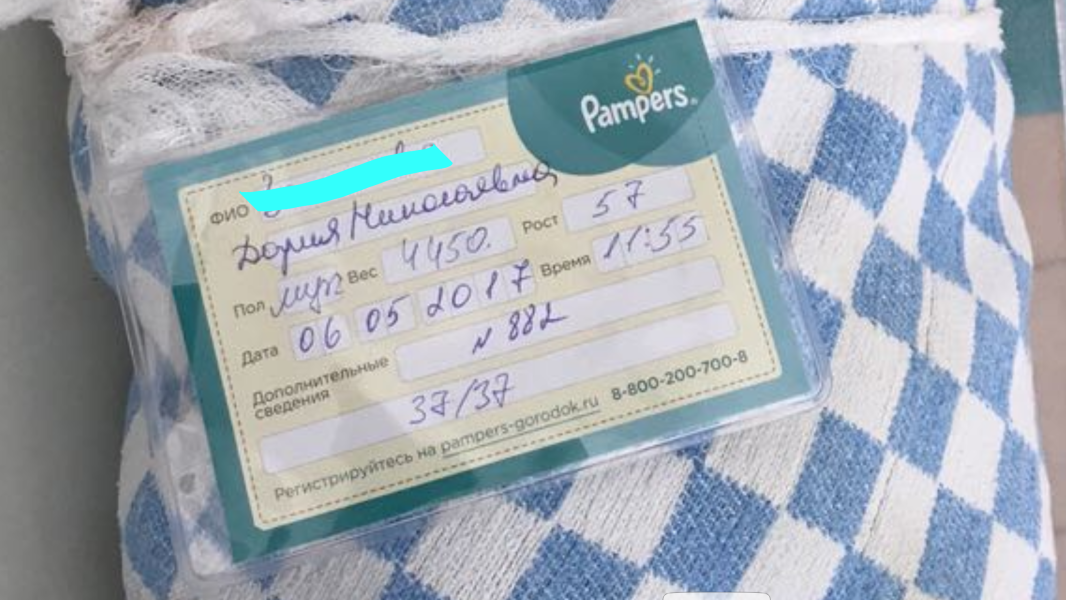 Pampers
ФИО
Дария Николаевна
Пол муж Вес 4450. Рост 57
Дата 06 05 2017 Время 11:55
Дополнительные сведения N 882
37/37
Регистрируйтесь на pampers-gorodok.ru 8-800-200-700-8